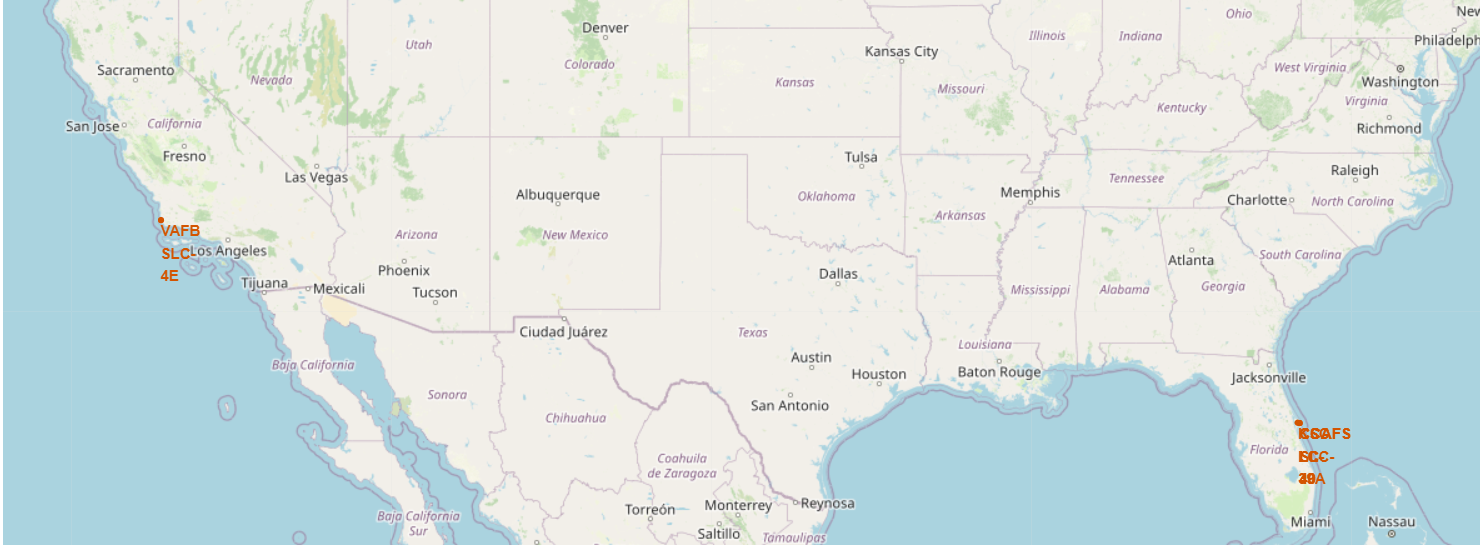 Ohio
New
Denver
Illinois
Indiana
Philadelph
Utah
Kansas City
Colorado
West Virginia
Sacramento
Nevada
Kansas
Missouri
Washington
Kentucky
Virginia
San Jose
California
Richmond
Fresno
Tulsa
Raleigh
Las Vegas
Tennessee
Albuquerque
Oklahoma
Memphis
Charlotte
North Carolina
Arkansas
VAFB
SLC-
4E
Arizona
New Mexico
Los Angeles
South Carolina
Atlanta
Phoenix
Dallas
Tijuana
Mexicali
Tucson
Mississippi
Alabama
Georgia
Ciudad Juárez
Texas
Louisiana
Baja California
Austin
Houston
Baton Rouge
Jacksonville
Sonora
San Antonio
Chihuahua
Florida
Coahuila
de Zaragoza
Torreón
Monterrey
Reynosa
Baja California
Sur
Saltillo
Tamaulipas
Miami
Nassau